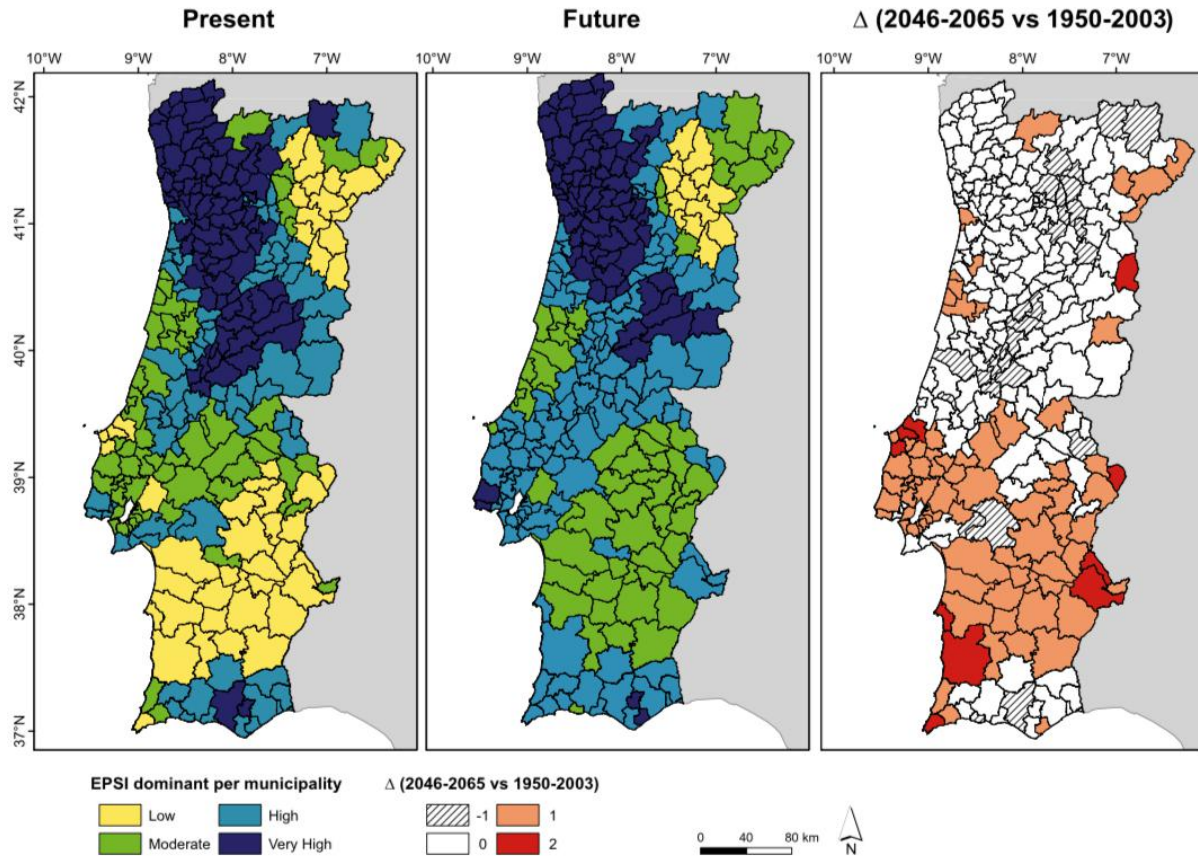 Present
Future
Δ (2046-2065 vs 1950-2003)
10°W 9°W 8°W 7°W
10°W 9°W 8°W 7°W
10°W 9°W 8°W 7°W
42°N
41°N
40°N
39°N
38°N
37°N
EPSI dominant per municipality
Low
High
Moderate
Very High
Δ (2046-2065 vs 1950-2003)
-1
1
0
2
0 40 80 km
N